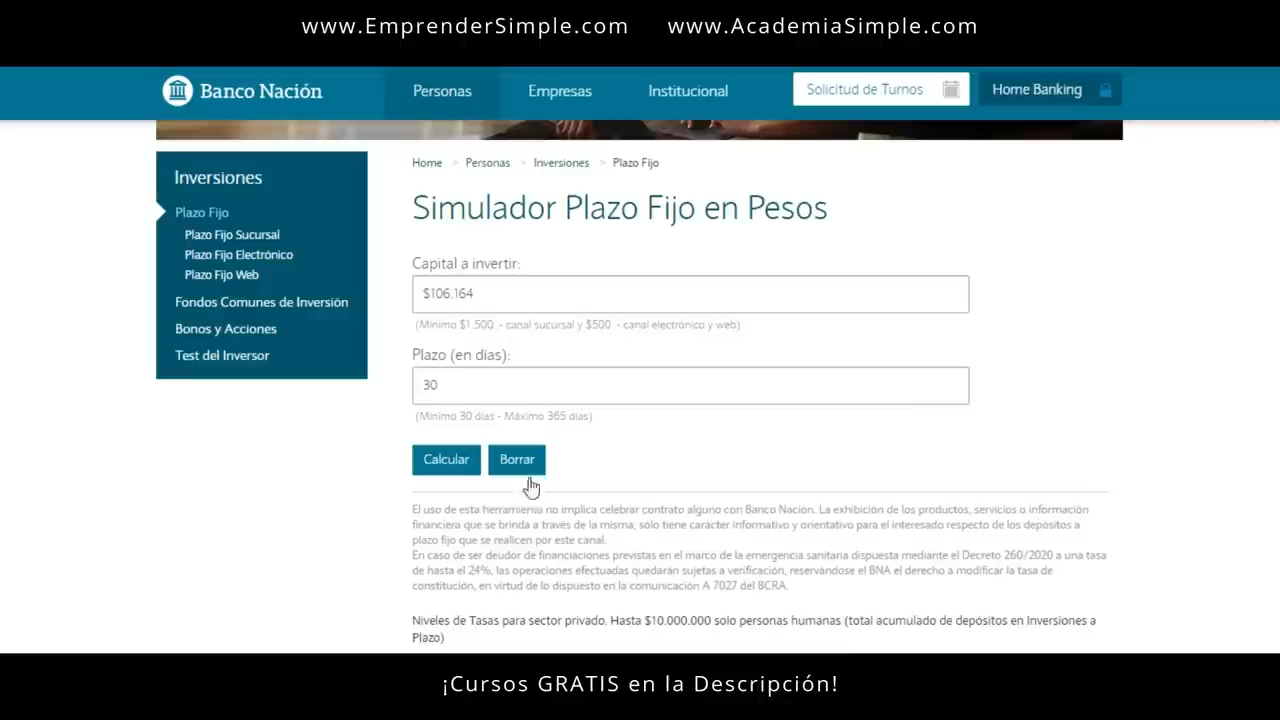 www.EmprenderSimple.com www.AcademiaSimple.com
Banco Nación
Personas
Empresas
Institucional
Solicitud de Turnos
Home Banking
Inversiones
Plazo Fijo
Plazo Fijo Sucursal
Plazo Fijo Electrónico
Plazo Fijo Web
Fondos Comunes de Inversión
Bonos y Acciones
Test del Inversor
Home > Personas > Inversiones > Plazo Fijo
Simulador Plazo Fijo en Pesos
Capital a invertir:
$106.164
(Mínimo $1.500 - canal sucursal y $500 - canal electrónico y web)
Plazo (en días):
30
(Mínimo 30 días - Máximo 365 días)
Calcular
Borrar
El uso de esta herramienta no implica celebrar contrato alguno con Banco Nación. La exhibición de los productos, servicios o información
financiera que se brinda a través de la misma, sólo tiene carácter informativo y orientativo para el interesado respecto de los depósitos a
plazo fijo que se realicen por este canal.
En caso de ser deudor de financiaciones previstas en el marco de la emergencia sanitaria dispuesta mediante el Decreto 260/2020 a una tasa
de hasta el 24%, las operaciones efectuadas quedarán sujetas a verificación, reservándose el BNA el derecho a modificar la tasa de
constitución, en virtud de lo dispuesto en la comunicación A 7027 del BCRA.
Niveles de Tasas para sector privado. Hasta $10.000.000 solo personas humanas (total acumulado de depósitos en Inversiones a
Plazo)
¡Cursos GRATIS en la Descripción!